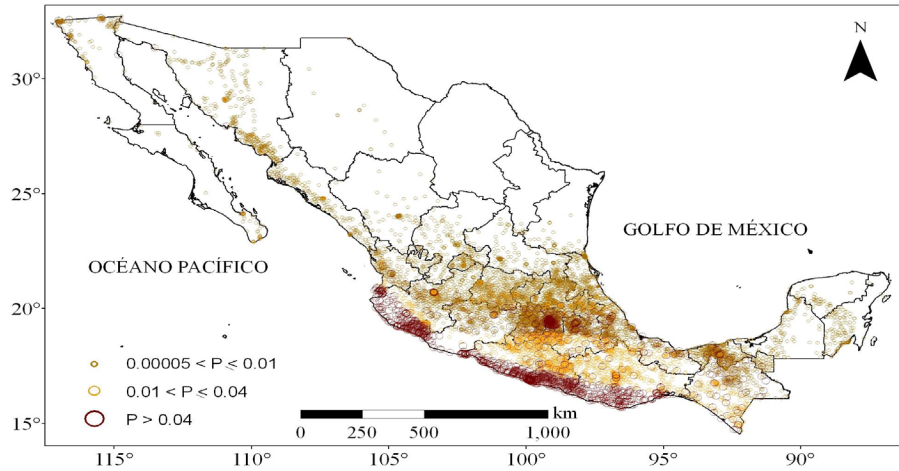 N
30°
25°
20°
15°
GOLFO DE MÉXICO
OCÉANO PACÍFICO
0.00005 < P ≤ 0.01
0.01 < P ≤ 0.04
P > 0.04
km
0 250 500 1,000
115° 110° 105° 100° 95° 90°